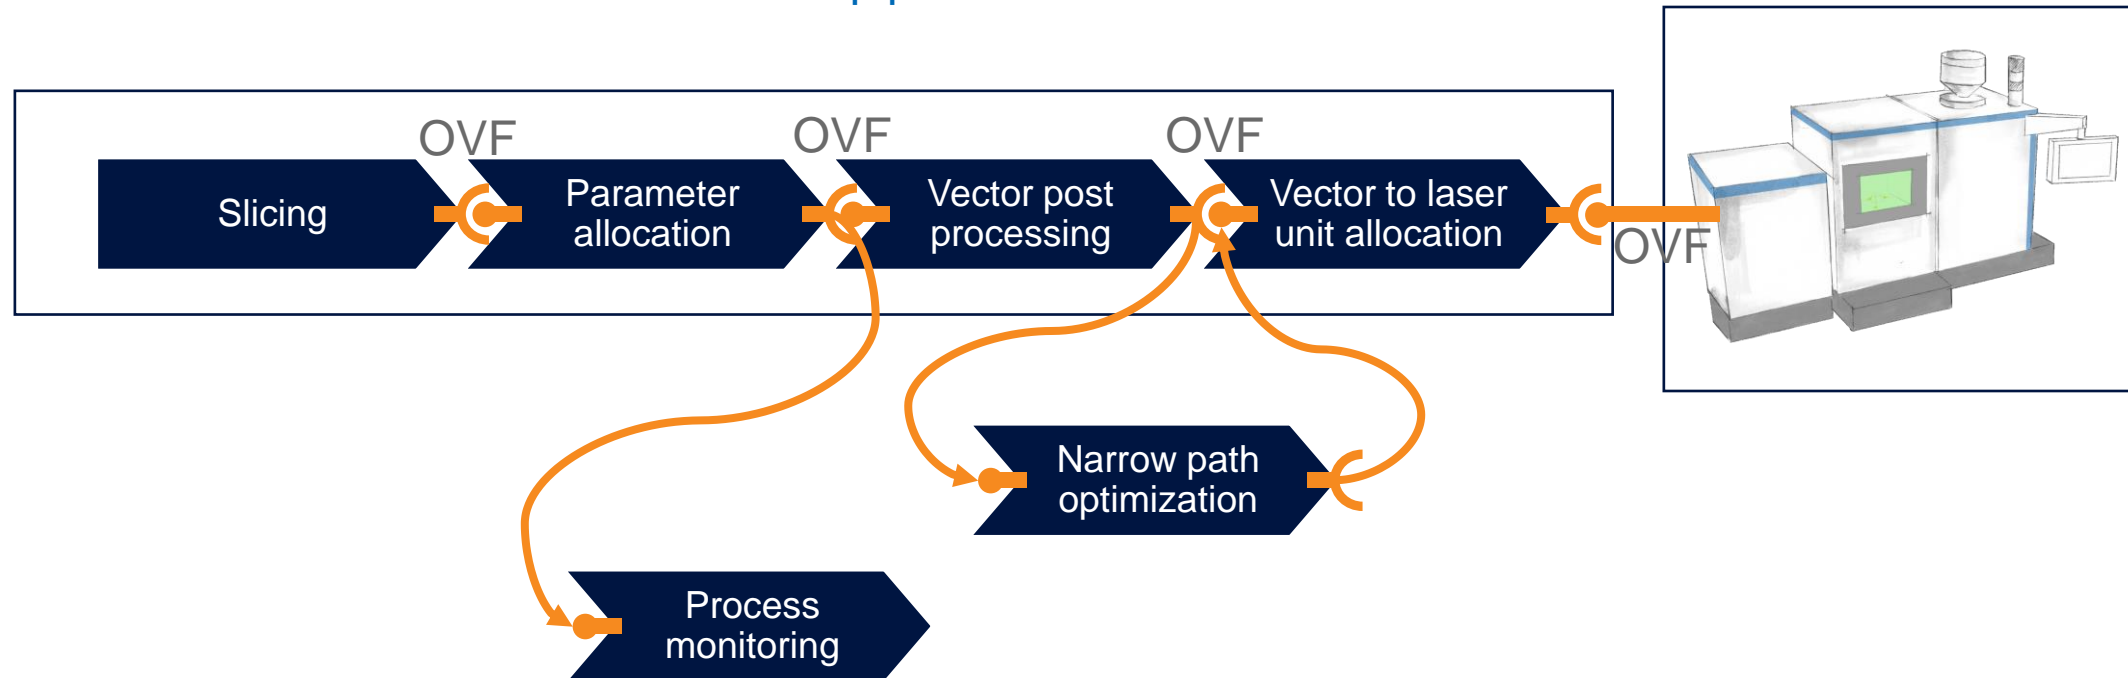 OVF
OVF
OVF
Slicing
Parameter
allocation
Vector post
processing
Vector to laser
unit allocation
OVF
Narrow path
optimization
Process
monitoring